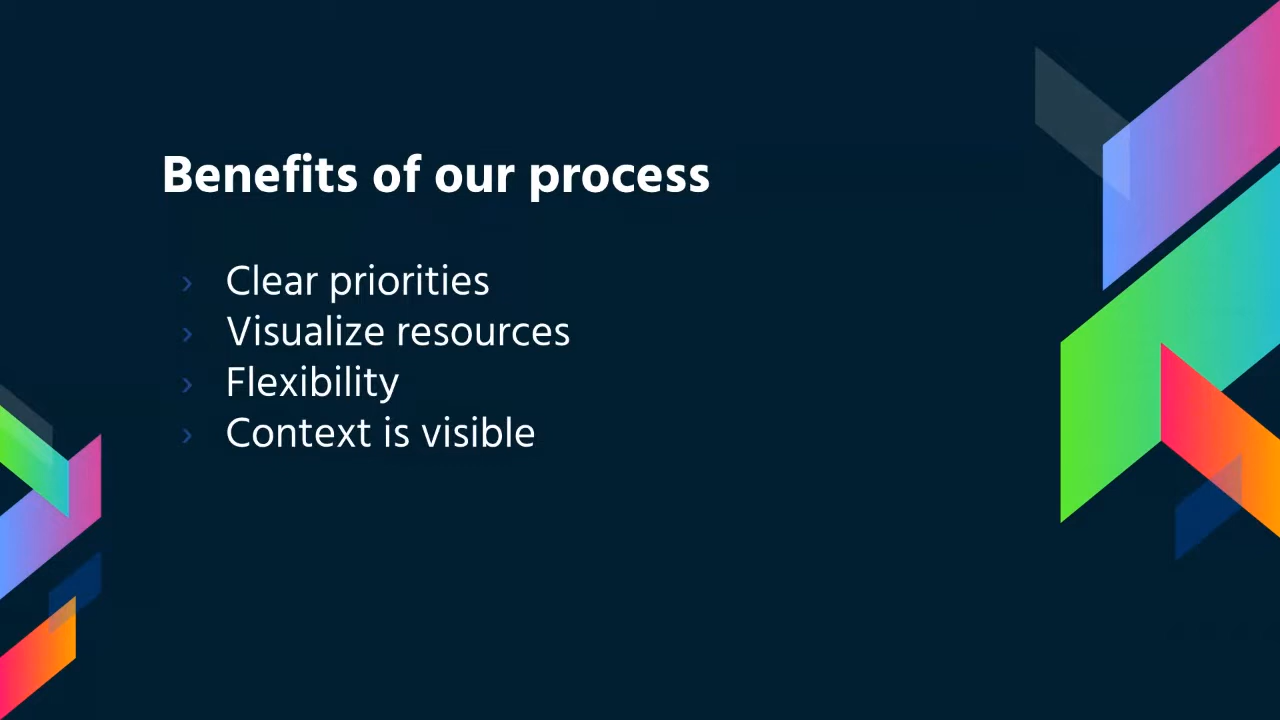 Benefits of our process
› Clear priorities
› Visualize resources
› Flexibility
› Context is visible